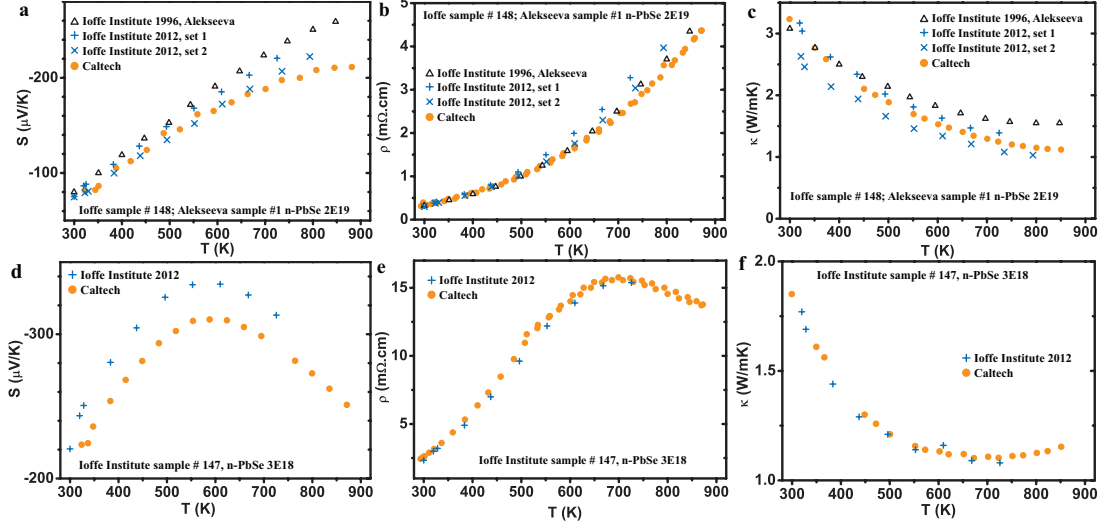 a
Ioffe Institute 1996, Alekseeva
Ioffe Institute 2012, set 1
Ioffe Institute 2012, set 2
Caltech
-200
-80
S (μV/K)
Ioffe sample # 148; Alekseeva sample #1 n-PbSe 2E19
300 400 500 600 700 800 900
T (K)
b
Ioffe sample # 148; Alekseeva sample #1 n-PbSe 2E19
Ioffe Institute 1996, Alekseeva
Ioffe Institute 2012, set 1
Ioffe Institute 2012, set 2
Caltech
5
4
3
2
1
0
ρ (mΩ.cm)
300 400 500 600 700 800 900
T (K)
c
Ioffe Institute 1996, Alekseeva
Ioffe Institute 2012, set 1
Ioffe Institute 2012, set 2
Caltech
3
2
1
0
κ (W/mK)
Ioffe sample # 148; Alekseeva sample #1 n-PbSe 2E19
300 400 500 600 700 800 900
T (K)
d
Ioffe Institute 2012
Caltech
-300
-200
S (μV/K)
Ioffe Institute sample # 147, n-PbSe 3E18
300 400 500 600 700 800 900
T (K)
e
Ioffe Institute 2012
Caltech
15
10
5
0
ρ (mΩ.cm)
Ioffe Institute sample # 147, n-PbSe 3E18
300 400 500 600 700 800 900
T (K)
f
Ioffe Institute sample # 147, n-PbSe 3E18
Ioffe Institute 2012
Caltech
2.0
1.5
1.0
κ (W/mK)
300 400 500 600 700 800 900
T (K)